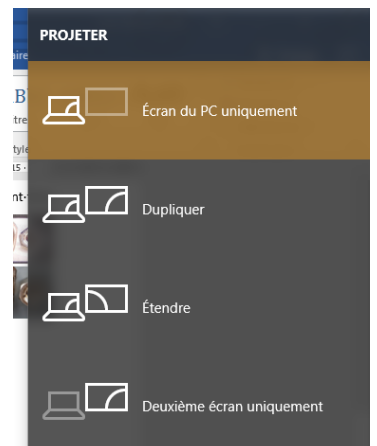 PROJETER
Écran du PC uniquement
Dupliquer
Étendre
Deuxième écran uniquement